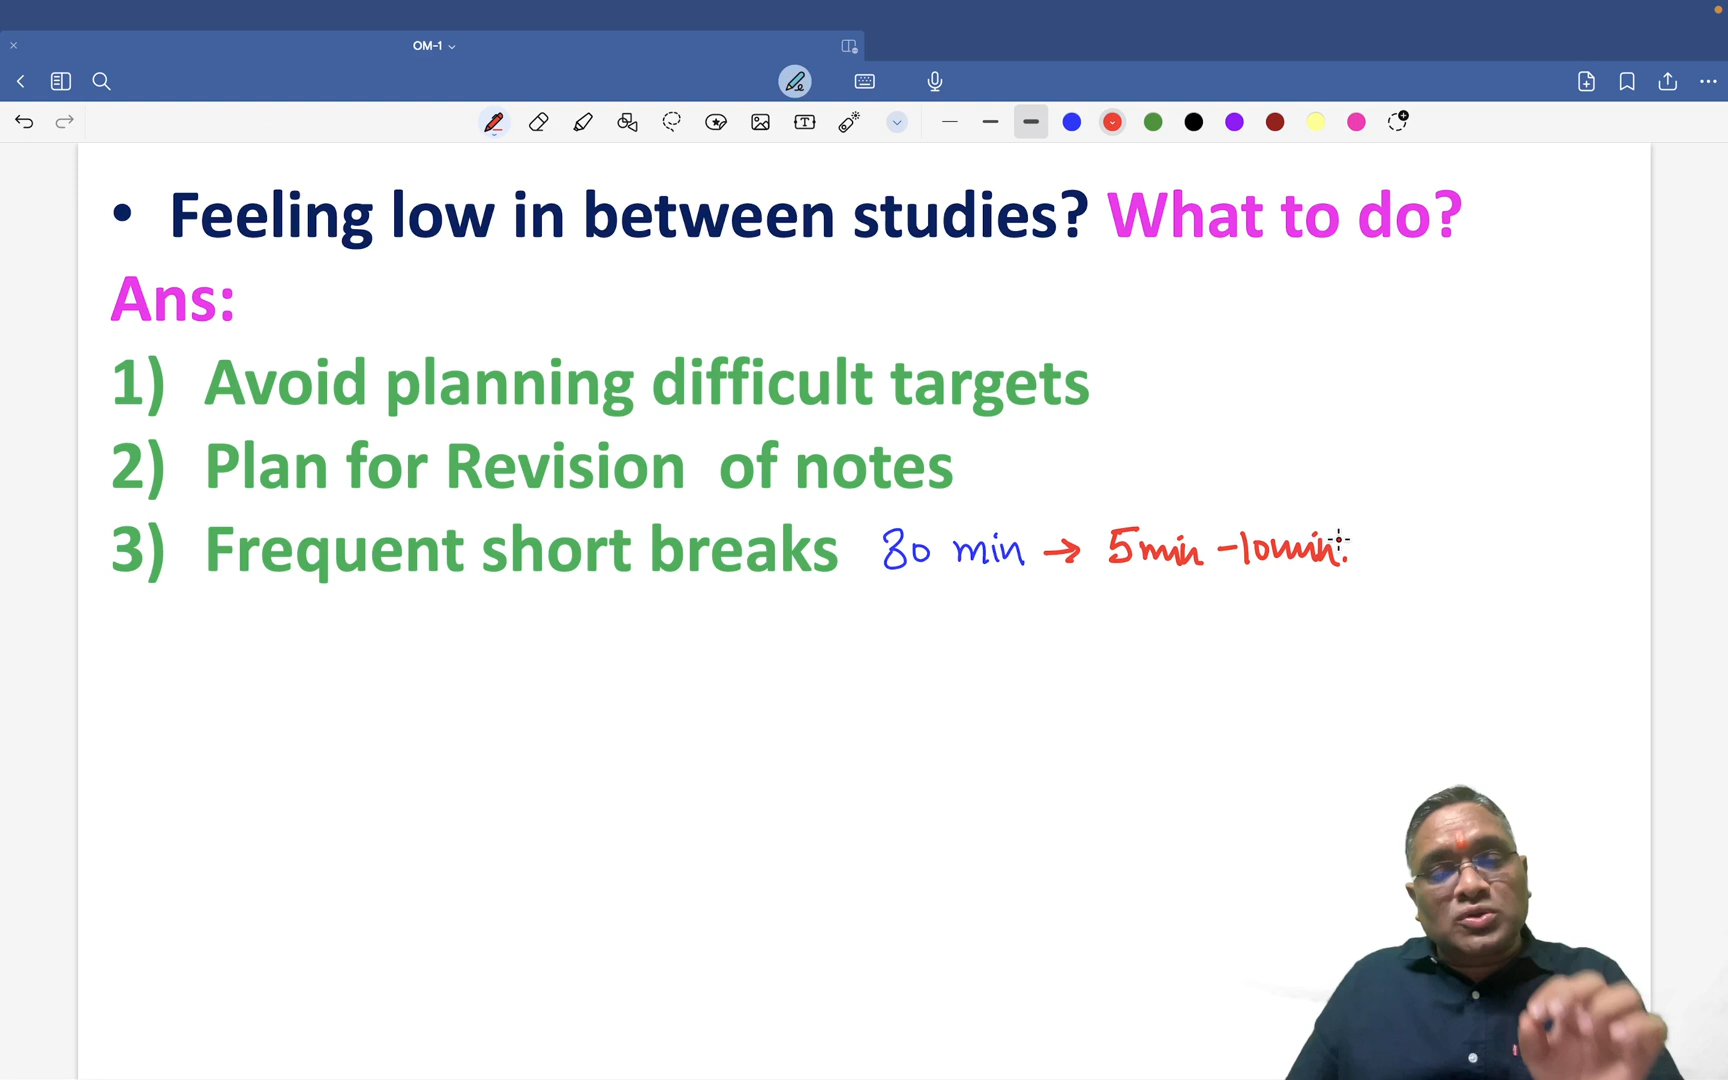 OM-1
• Feeling low in between studies? What to do?
Ans:
1) Avoid planning difficult targets
2) Plan for Revision of notes
3) Frequent short breaks 30 min → 5min -10min.